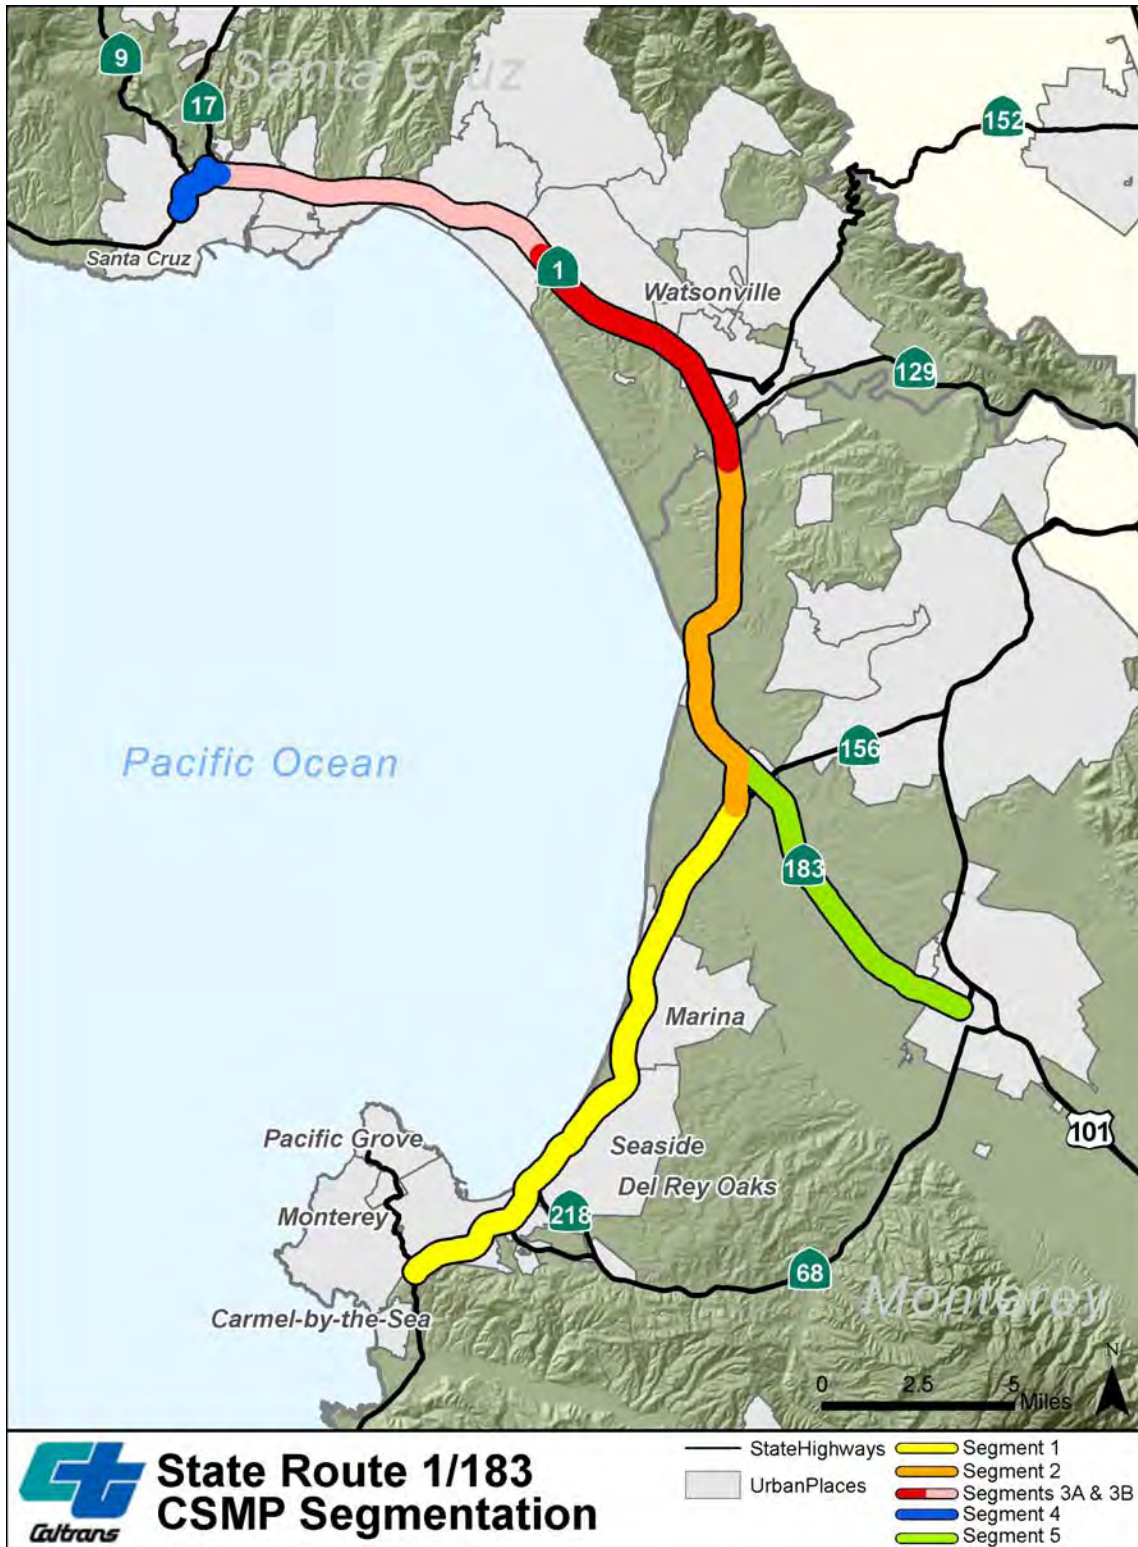 9
Santa Cruz
17
152
Santa Cruz
1
Watsonville
129
Pacific Ocean
156
183
Marina
Pacific Grove
Seaside
101
Del Rey Oaks
Monterey
218
68
Monterey
Carmel-by-the-Sea
N
0 2.5 5
Miles
State Route 1/183
CSMP Segmentation
Caltrans
StateHighways
UrbanPlaces
Segment 1
Segment 2
Segments 3A & 3B
Segment 4
Segment 5